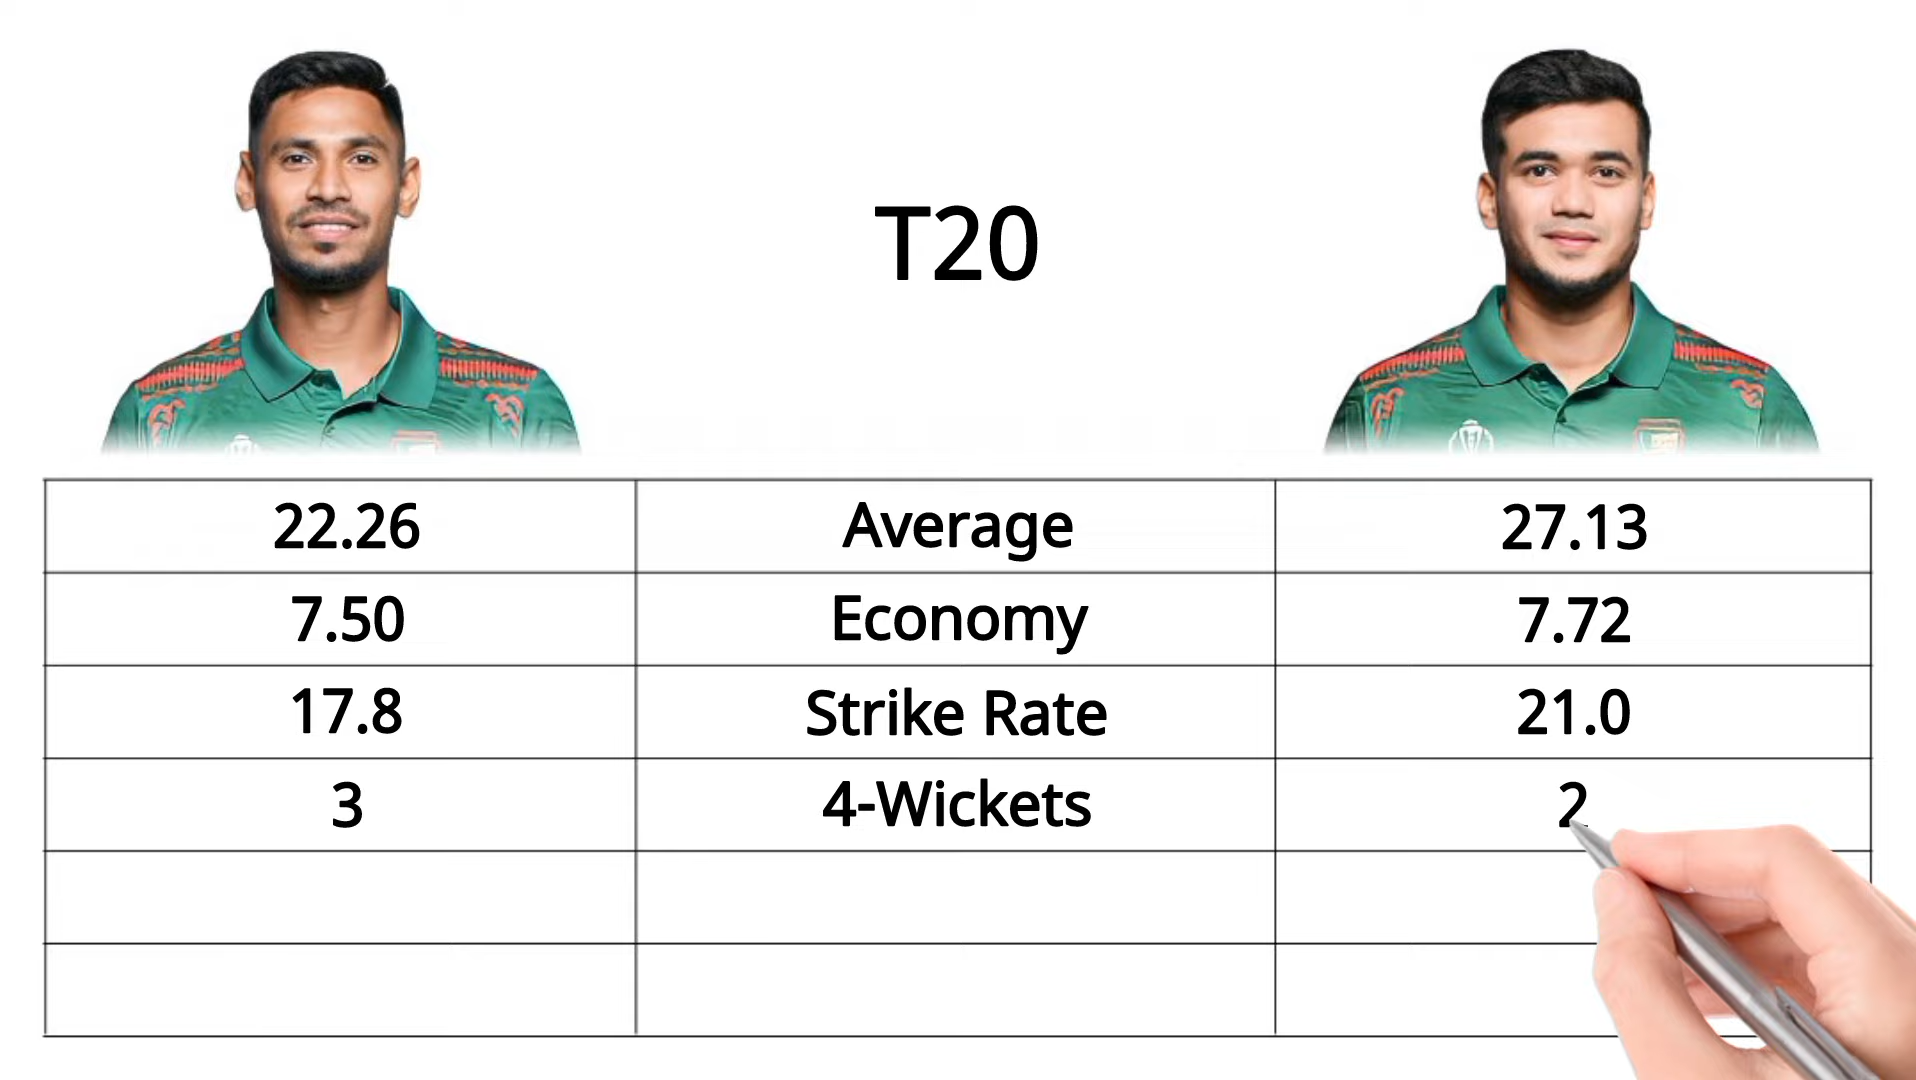 T20
22.26 Average 27.13
7.50 Economy 7.72
17.8 Strike Rate 21.0
3 4-Wickets 2